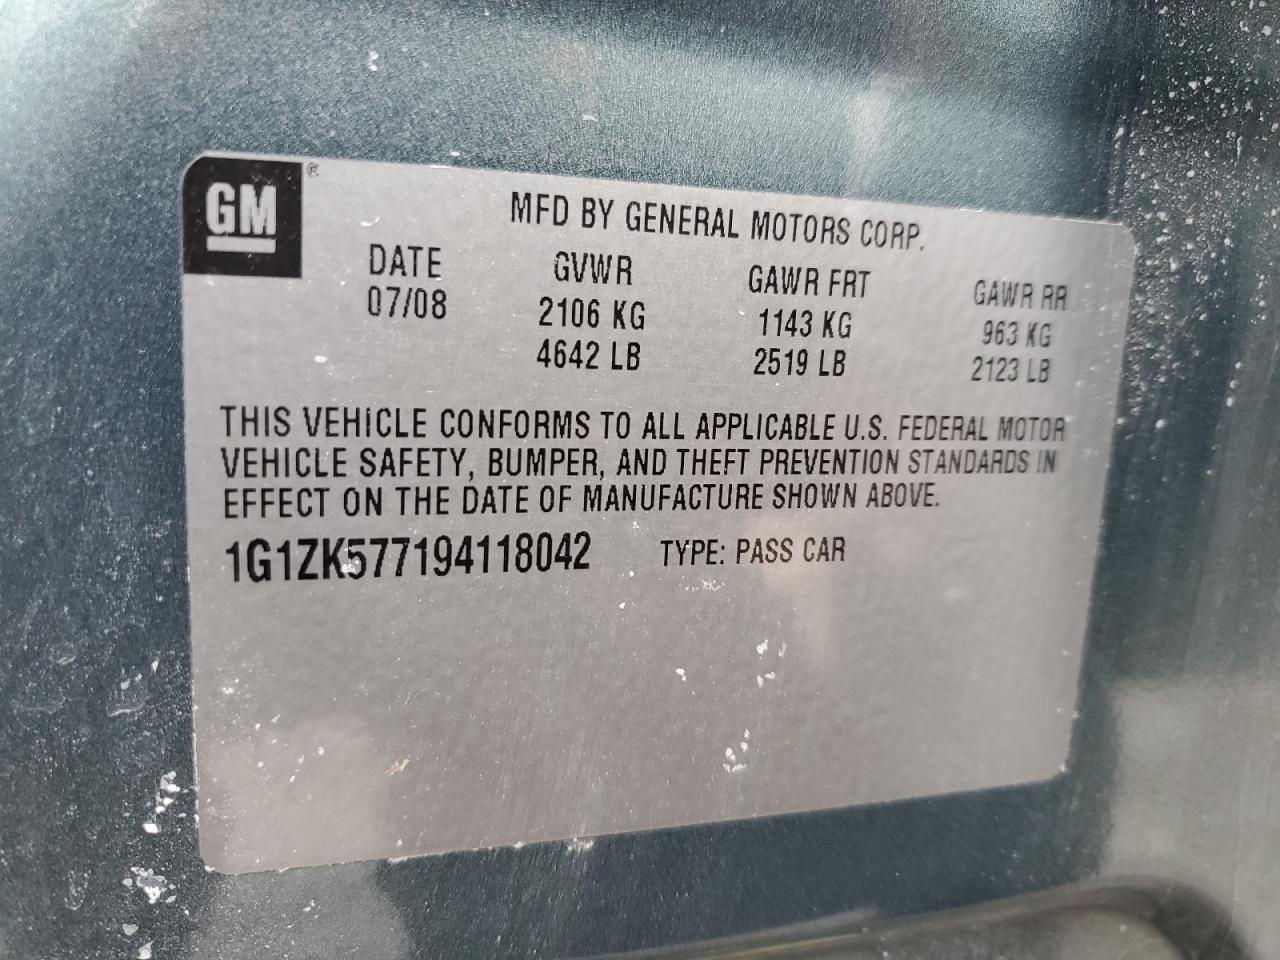 GM®
MFD BY GENERAL MOTORS CORP.
DATE GVWR GAWR FRT GAWR RR
07/08 2106 KG 1143 KG 963 KG
4642 LB 2519 LB 2123 LB
THIS VEHICLE CONFORMS TO ALL APPLICABLE U.S. FEDERAL MOTOR
VEHICLE SAFETY, BUMPER, AND THEFT PREVENTION STANDARDS IN
EFFECT ON THE DATE OF MANUFACTURE SHOWN ABOVE.
1G1ZK577194118042 TYPE: PASS CAR